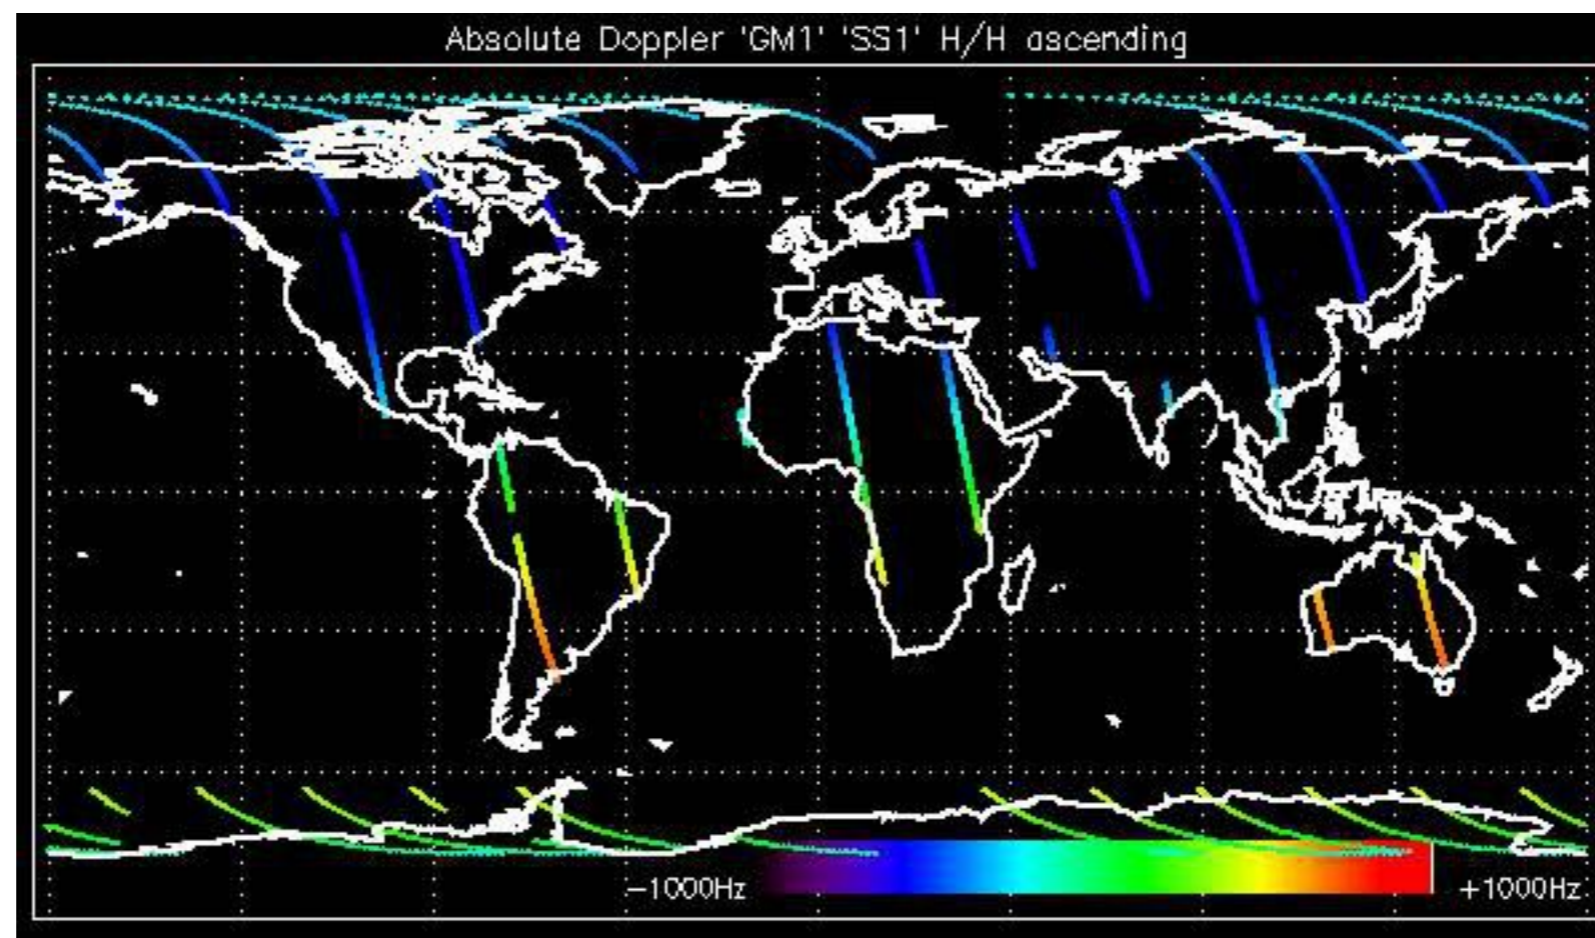 Absolute Doppler 'GM1' 'SS1' H/H ascending
−1000Hz
+1000Hz